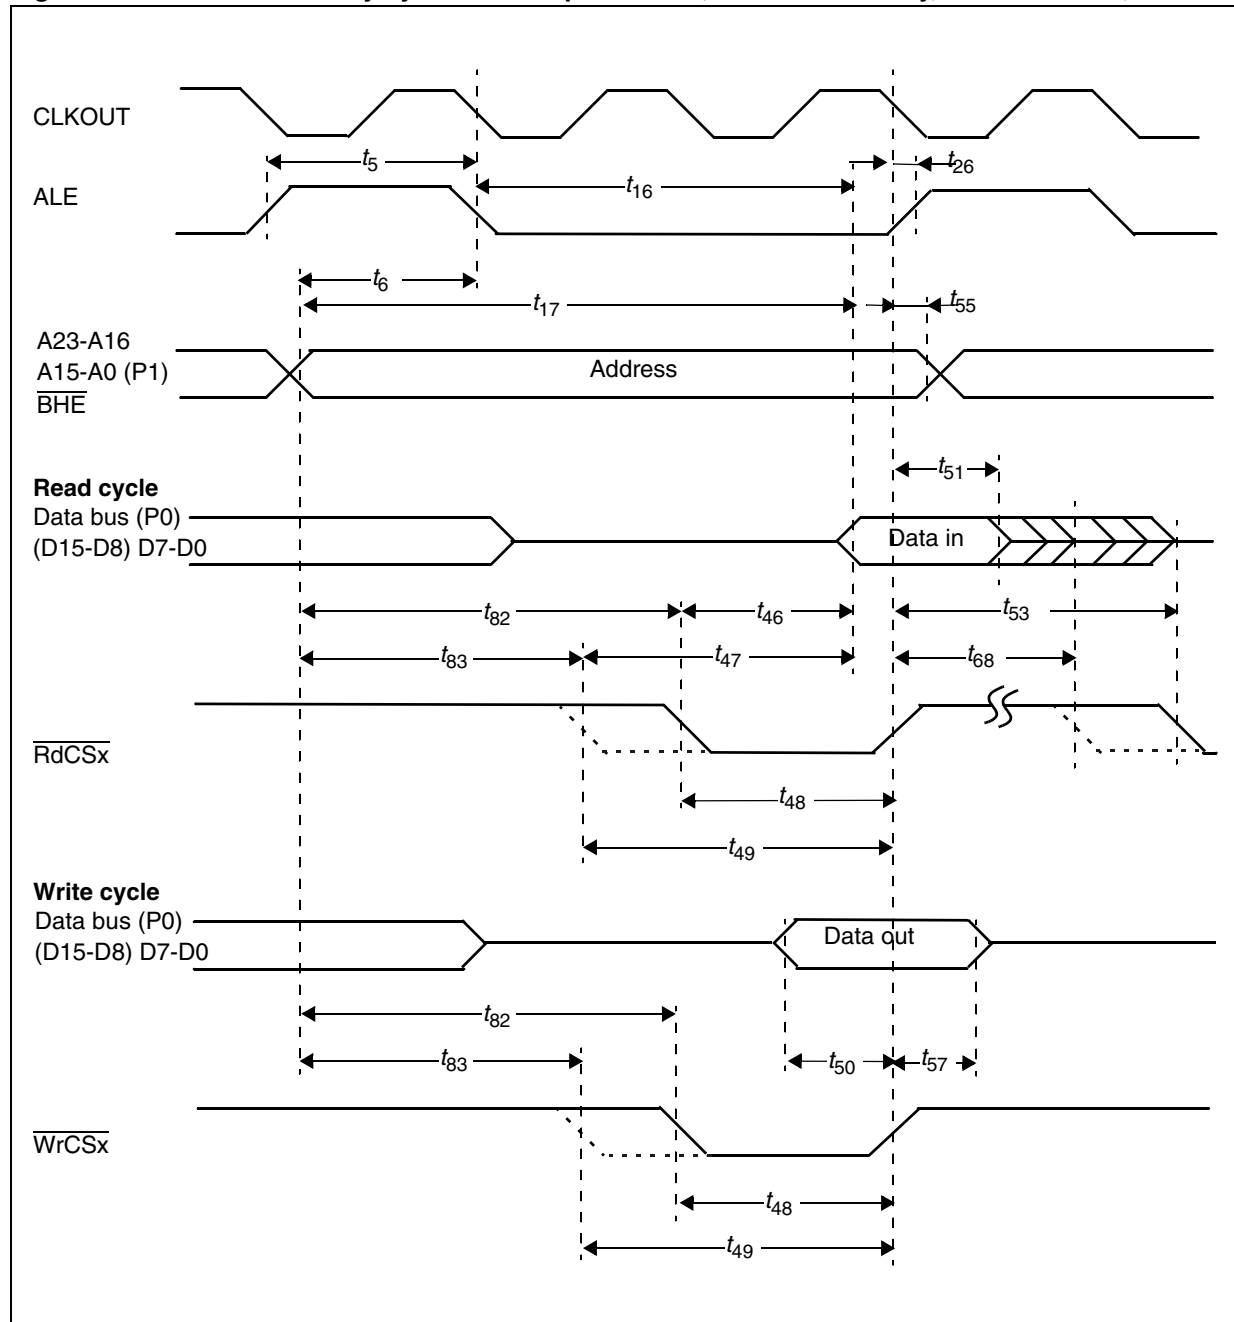 CLKOUT
t5
t26
ALE
t16
t6
t17
t55
A23-A16
A15-A0 (P1)
Address
BHE
t51
Read cycle
Data bus (P0)
(D15-D8) D7-D0
Data in
t82
t46
t53
t83
t47
t68
RdCSx
t48
t49
Write cycle
Data bus (P0)
(D15-D8) D7-D0
Data out
t82
t83
t50
t57
WrCSx
t48
t49